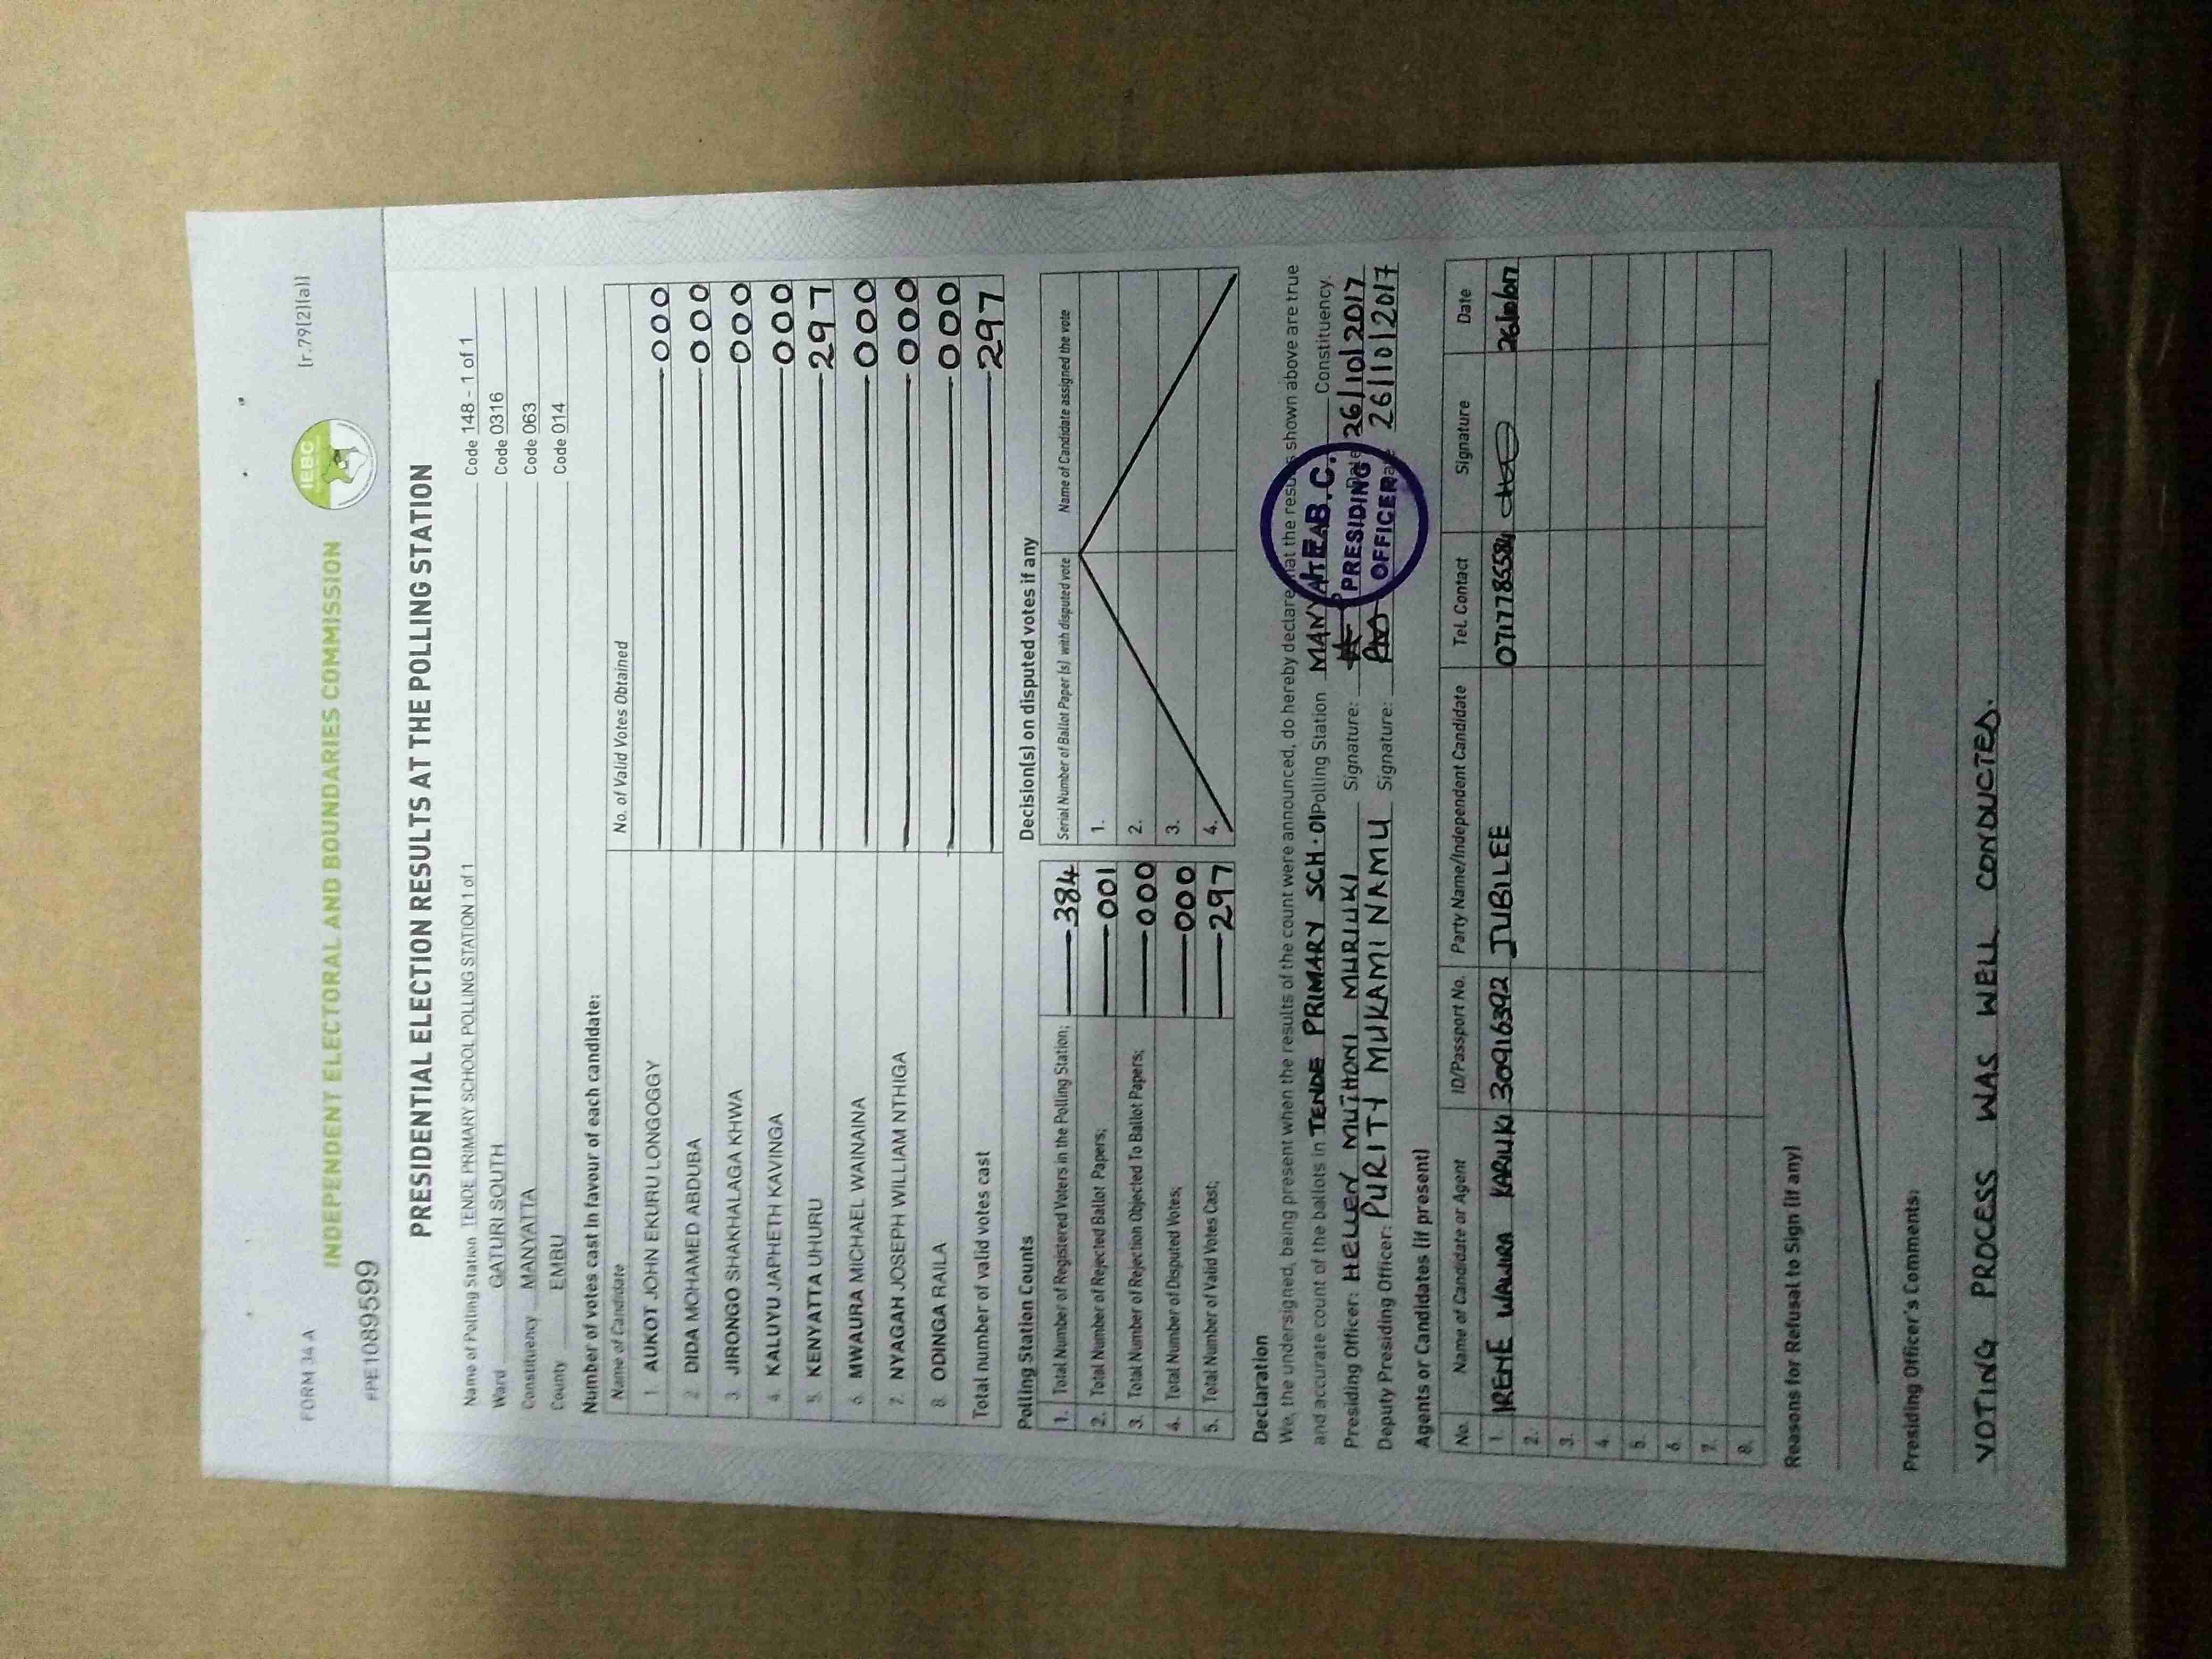 FORM 34 A
[r.79(2)(a)]
INDEPENDENT ELECTORAL AND BOUNDARIES COMMISSION
IEBC
PPE1089599
PRESIDENTIAL ELECTION RESULTS AT THE POLLING STATION
Name of Polling Station TENDE PRIMARY SCHOOL POLLING STATION 1 of 1 Code 148 - 1 of 1
Ward GATURI SOUTH Code 0316
Constituency MANYATTA Code 063
County EMBU Code 014
Number of votes cast in favour of each candidate:
Name of Candidate No. of Valid Votes Obtained
1. AUKOT JOHN EKURU LONGOGGY 000
2. DIDA MOHAMED ABDUBA 000
3. JIRONGO SHAKHALAGA KHWA 000
4. KALUYU JAPHETH KAVINGA 000
5. KENYATTA UHURU 297
6. MWAURA MICHAEL WAINAINA 000
7. NYAGAH JOSEPH WILLIAM NTHIGA 000
8. ODINGA RAILA 000
Total number of valid votes cast 297
Polling Station Counts
1. Total Number of Registered Voters in the Polling Station; 384
2. Total Number of Rejected Ballot Papers; 001
3. Total Number of Rejection Objected To Ballot Papers; 000
4. Total Number of Disputed Votes; 000
5. Total Number of Valid Votes Cast; 297
Decision(s) on disputed votes if any
Serial Number of Ballot Paper (s) with disputed vote Name of Candidate assigned the vote
1.
2.
3.
4.
Declaration
We, the undersigned, being present when the results of the count were announced, do hereby declare that the results shown above are true
and accurate count of the ballots in TENDE PRIMARY SCH. 01 Polling Station MANYATTA Constituency.
Presiding Officer: HELLEN MUTHONI MURIUKI Signature: Date 26/10/2017
Deputy Presiding Officer: PURITY MUKAMI NAMU Signature: Date 26/10/2017
PRESIDING
OFFICER
Agents or Candidates (if present)
No. Name of Candidate or Agent ID/Passport No. Party Name/Independent Candidate Tel. Contact Signature Date
1. IRENE WAWIRA KARIUKI 30916392 JUBILEE 0717785584 26/10/017
2.
3.
4.
5.
6.
7.
8.
Reasons for Refusal to Sign (if any)
Presiding Officer's Comments:
VOTING PROCESS WAS WELL CONDUCTED.